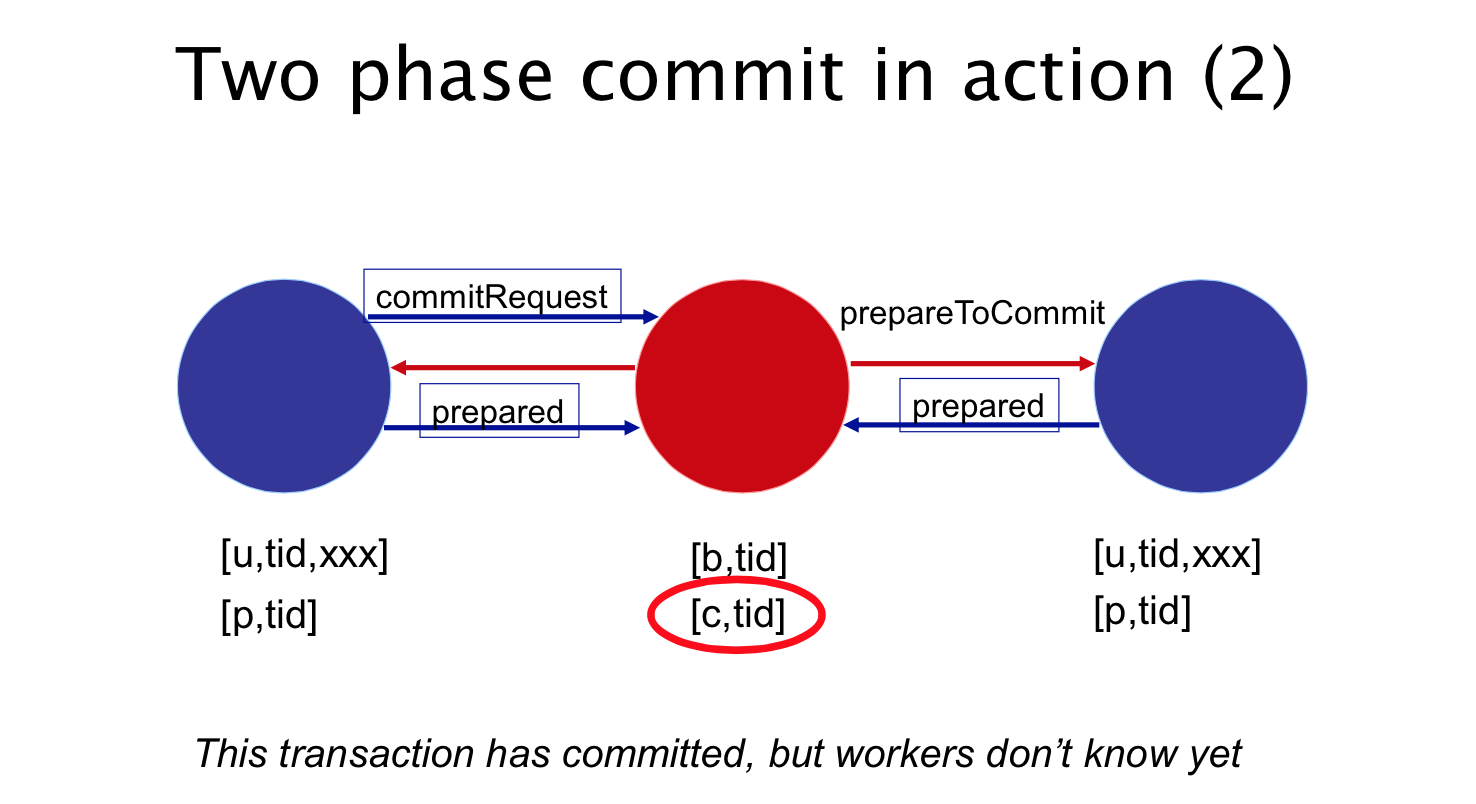 Two phase commit in action (2)
commitRequest
prepareToCommit
prepared
prepared
[u,tid,xxx]
[b,tid]
[u,tid,xxx]
[p,tid]
[c,tid]
[p,tid]
This transaction has committed, but workers don’t know yet